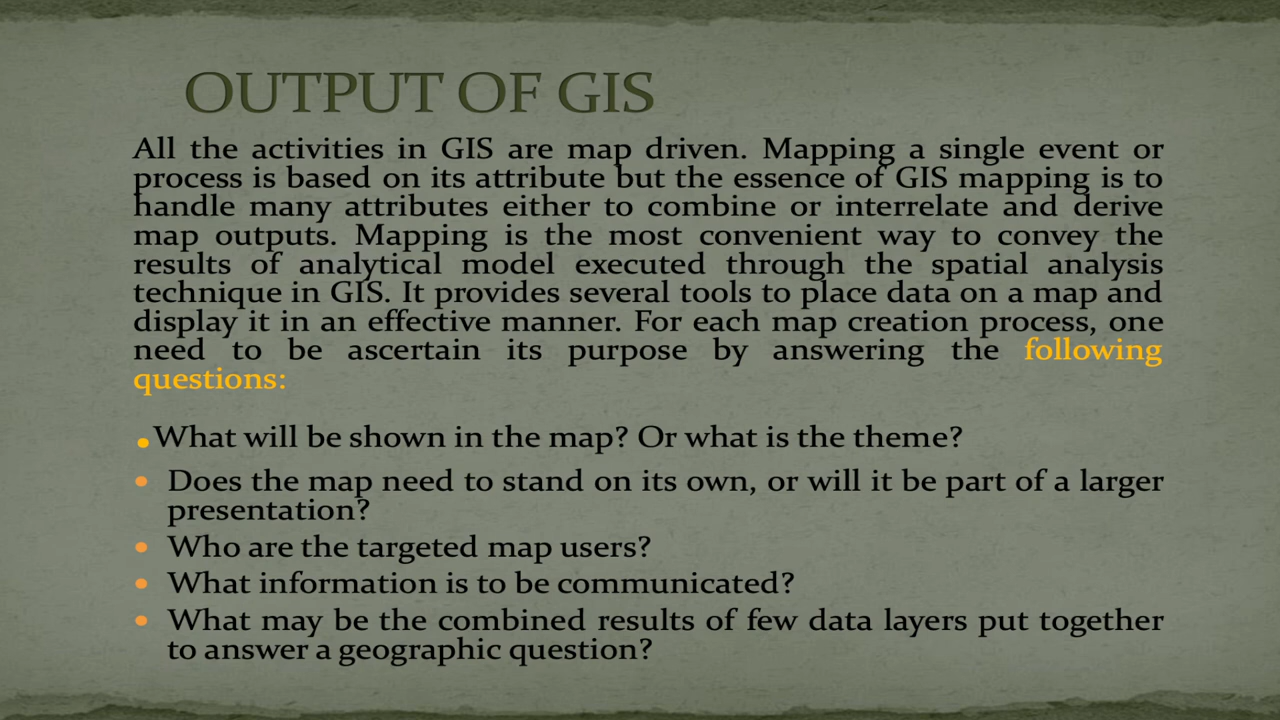 OUTPUT OF GIS
All the activities in GIS are map driven. Mapping a single event or
process is based on its attribute but the essence of GIS mapping is to
handle many attributes either to combine or interrelate and derive
map outputs. Mapping is the most convenient way to convey the
results of analytical model executed through the spatial analysis
technique in GIS. It provides several tools to place data on a map and
display it in an effective manner. For each map creation process, one
need to be ascertain its purpose by answering the following
questions:
•What will be shown in the map? Or what is the theme?
• Does the map need to stand on its own, or will it be part of a larger
presentation?
• Who are the targeted map users?
• What information is to be communicated?
• What may be the combined results of few data layers put together
to answer a geographic question?